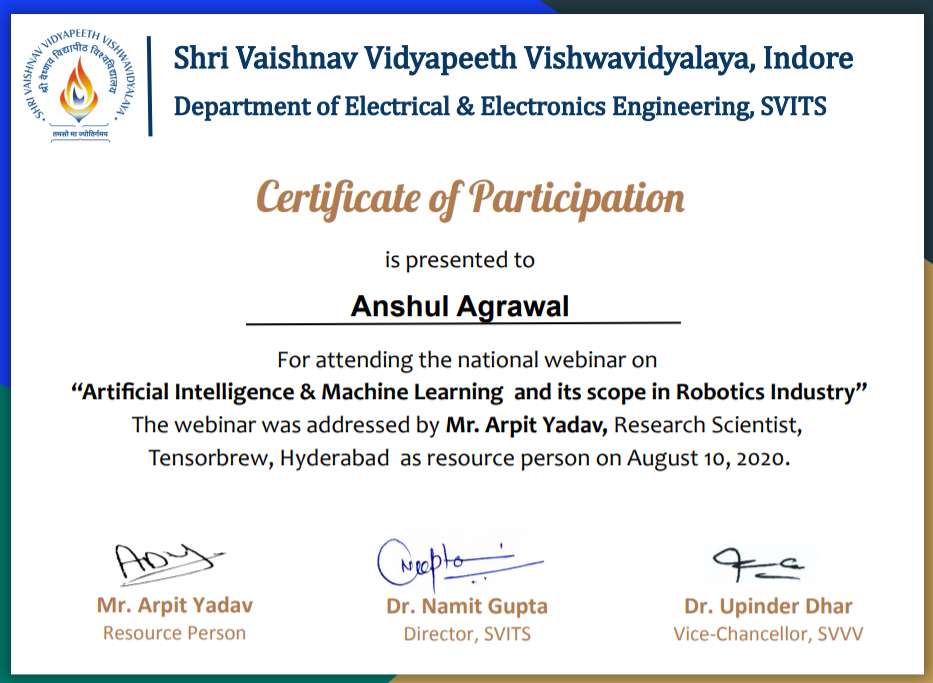 SHRI VAISHNAV VIDYAPEETH VISHWAVIDYALAYA
श्री वैष्णव विद्यापीठ विश्वविद्यालय
तमसो मा ज्योतिर्गमय
Shri Vaishnav Vidyapeeth Vishwavidyalaya, Indore
Department of Electrical & Electronics Engineering, SVITS
Certificate of Participation
is presented to
Anshul Agrawal
For attending the national webinar on
“Artificial Intelligence & Machine Learning and its scope in Robotics Industry”
The webinar was addressed by Mr. Arpit Yadav, Research Scientist,
Tensorbrew, Hyderabad as resource person on August 10, 2020.
Mr. Arpit Yadav Dr. Namit Gupta Dr. Upinder Dhar
Resource Person Director, SVITS Vice-Chancellor, SVVV